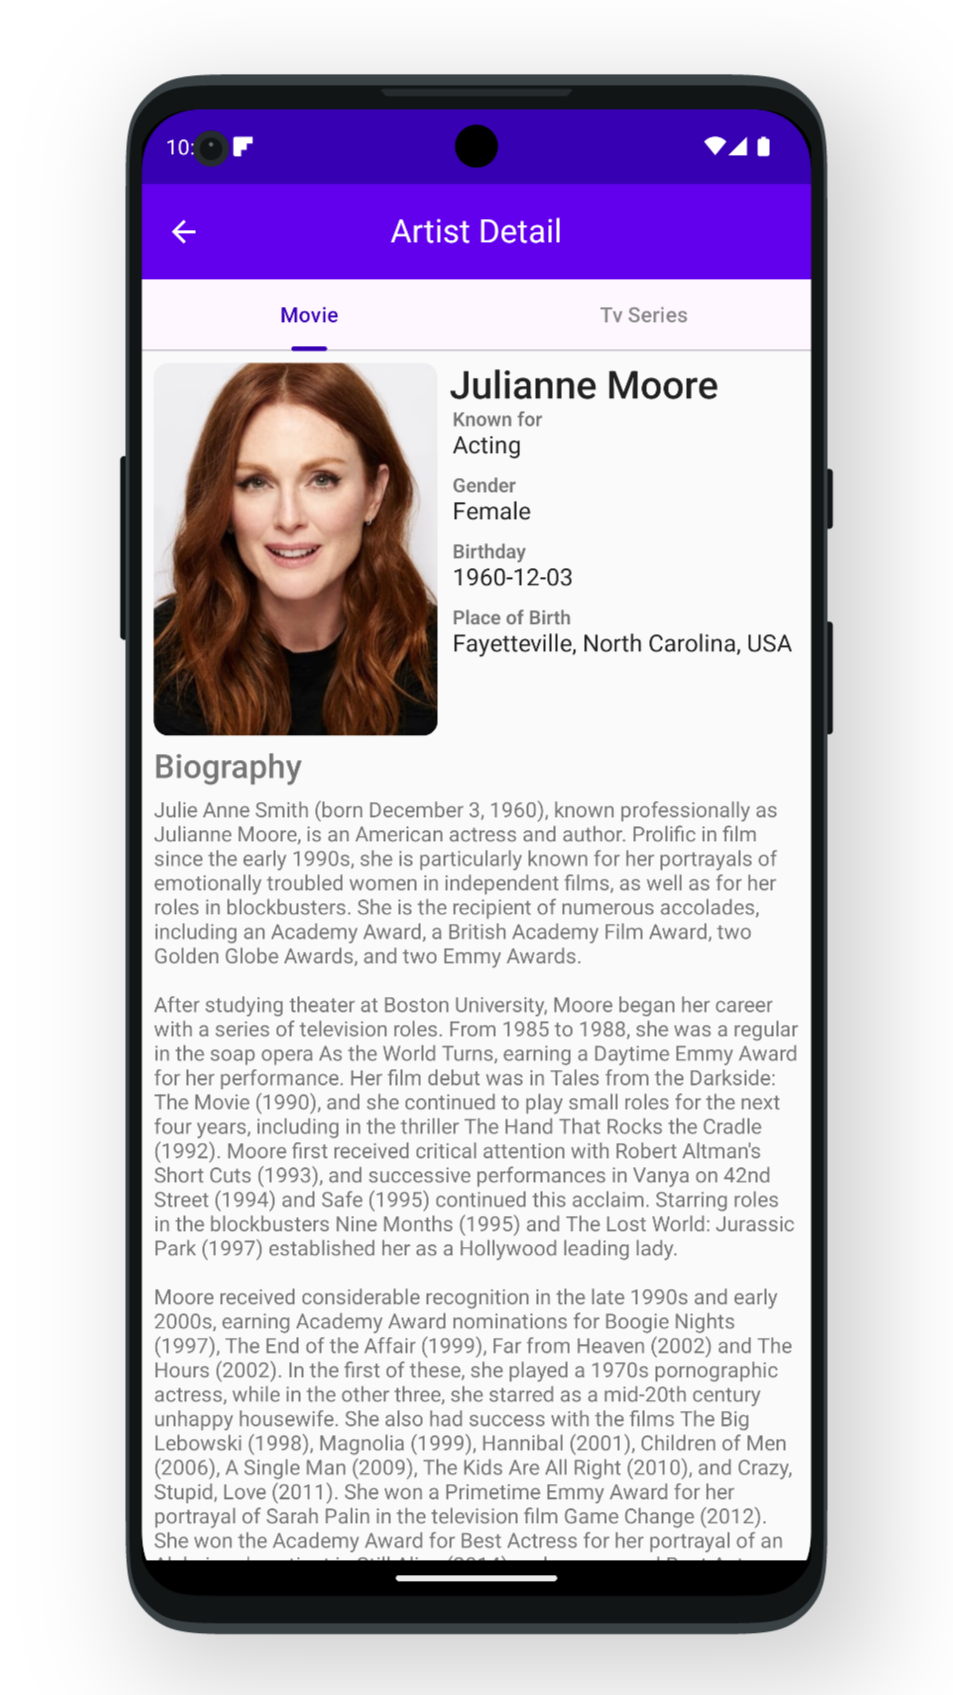 10:
Artist Detail
Movie
Tv Series
Julianne Moore
Known for
Acting
Gender
Female
Birthday
1960-12-03
Place of Birth
Fayetteville, North Carolina, USA
Biography
Julie Anne Smith (born December 3, 1960), known professionally as
Julianne Moore, is an American actress and author. Prolific in film
since the early 1990s, she is particularly known for her portrayals of
emotionally troubled women in independent films, as well as for her
roles in blockbusters. She is the recipient of numerous accolades,
including an Academy Award, a British Academy Film Award, two
Golden Globe Awards, and two Emmy Awards.
After studying theater at Boston University, Moore began her career
with a series of television roles. From 1985 to 1988, she was a regular
in the soap opera As the World Turns, earning a Daytime Emmy Award
for her performance. Her film debut was in Tales from the Darkside:
The Movie (1990), and she continued to play small roles for the next
four years, including in the thriller The Hand That Rocks the Cradle
(1992). Moore first received critical attention with Robert Altman's
Short Cuts (1993), and successive performances in Vanya on 42nd
Street (1994) and Safe (1995) continued this acclaim. Starring roles
in the blockbusters Nine Months (1995) and The Lost World: Jurassic
Park (1997) established her as a Hollywood leading lady.
Moore received considerable recognition in the late 1990s and early
2000s, earning Academy Award nominations for Boogie Nights
(1997), The End of the Affair (1999), Far from Heaven (2002) and The
Hours (2002). In the first of these, she played a 1970s pornographic
actress, while in the other three, she starred as a mid-20th century
unhappy housewife. She also had success with the films The Big
Lebowski (1998), Magnolia (1999), Hannibal (2001), Children of Men
(2006), A Single Man (2009), The Kids Are All Right (2010), and Crazy,
Stupid, Love (2011). She won a Primetime Emmy Award for her
portrayal of Sarah Palin in the television film Game Change (2012).
She won the Academy Award for Best Actress for her portrayal of an